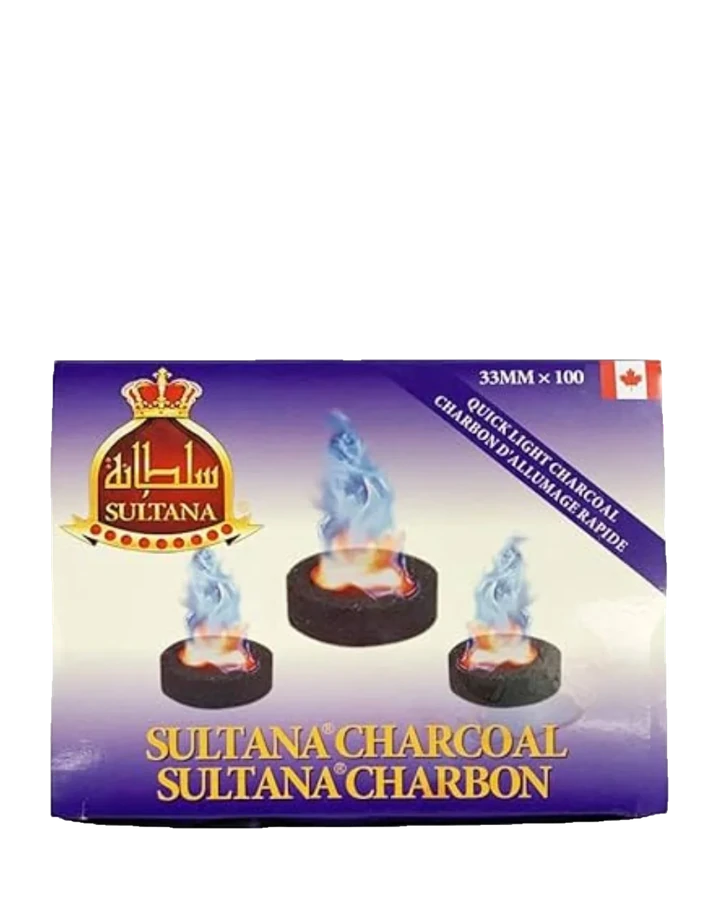 33MM × 100
QUICK LIGHT CHARCOAL
CHARBON D'ALLUMAGE RAPIDE
سلطانة
SULTANA
SULTANA® CHARCOAL
SULTANA® CHARBON